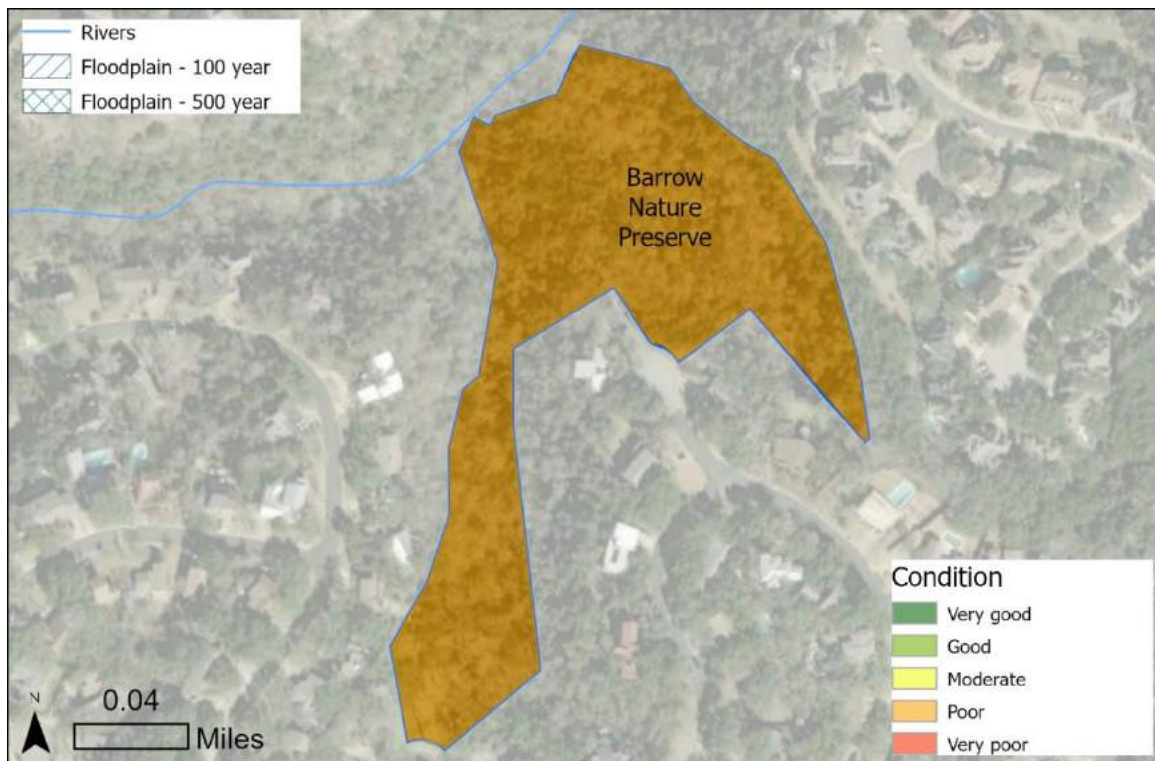 Rivers
Floodplain - 100 year
Floodplain - 500 year
Barrow
Nature
Preserve
Condition
Very good
Good
Moderate
Poor
Very poor
N
0.04
Miles